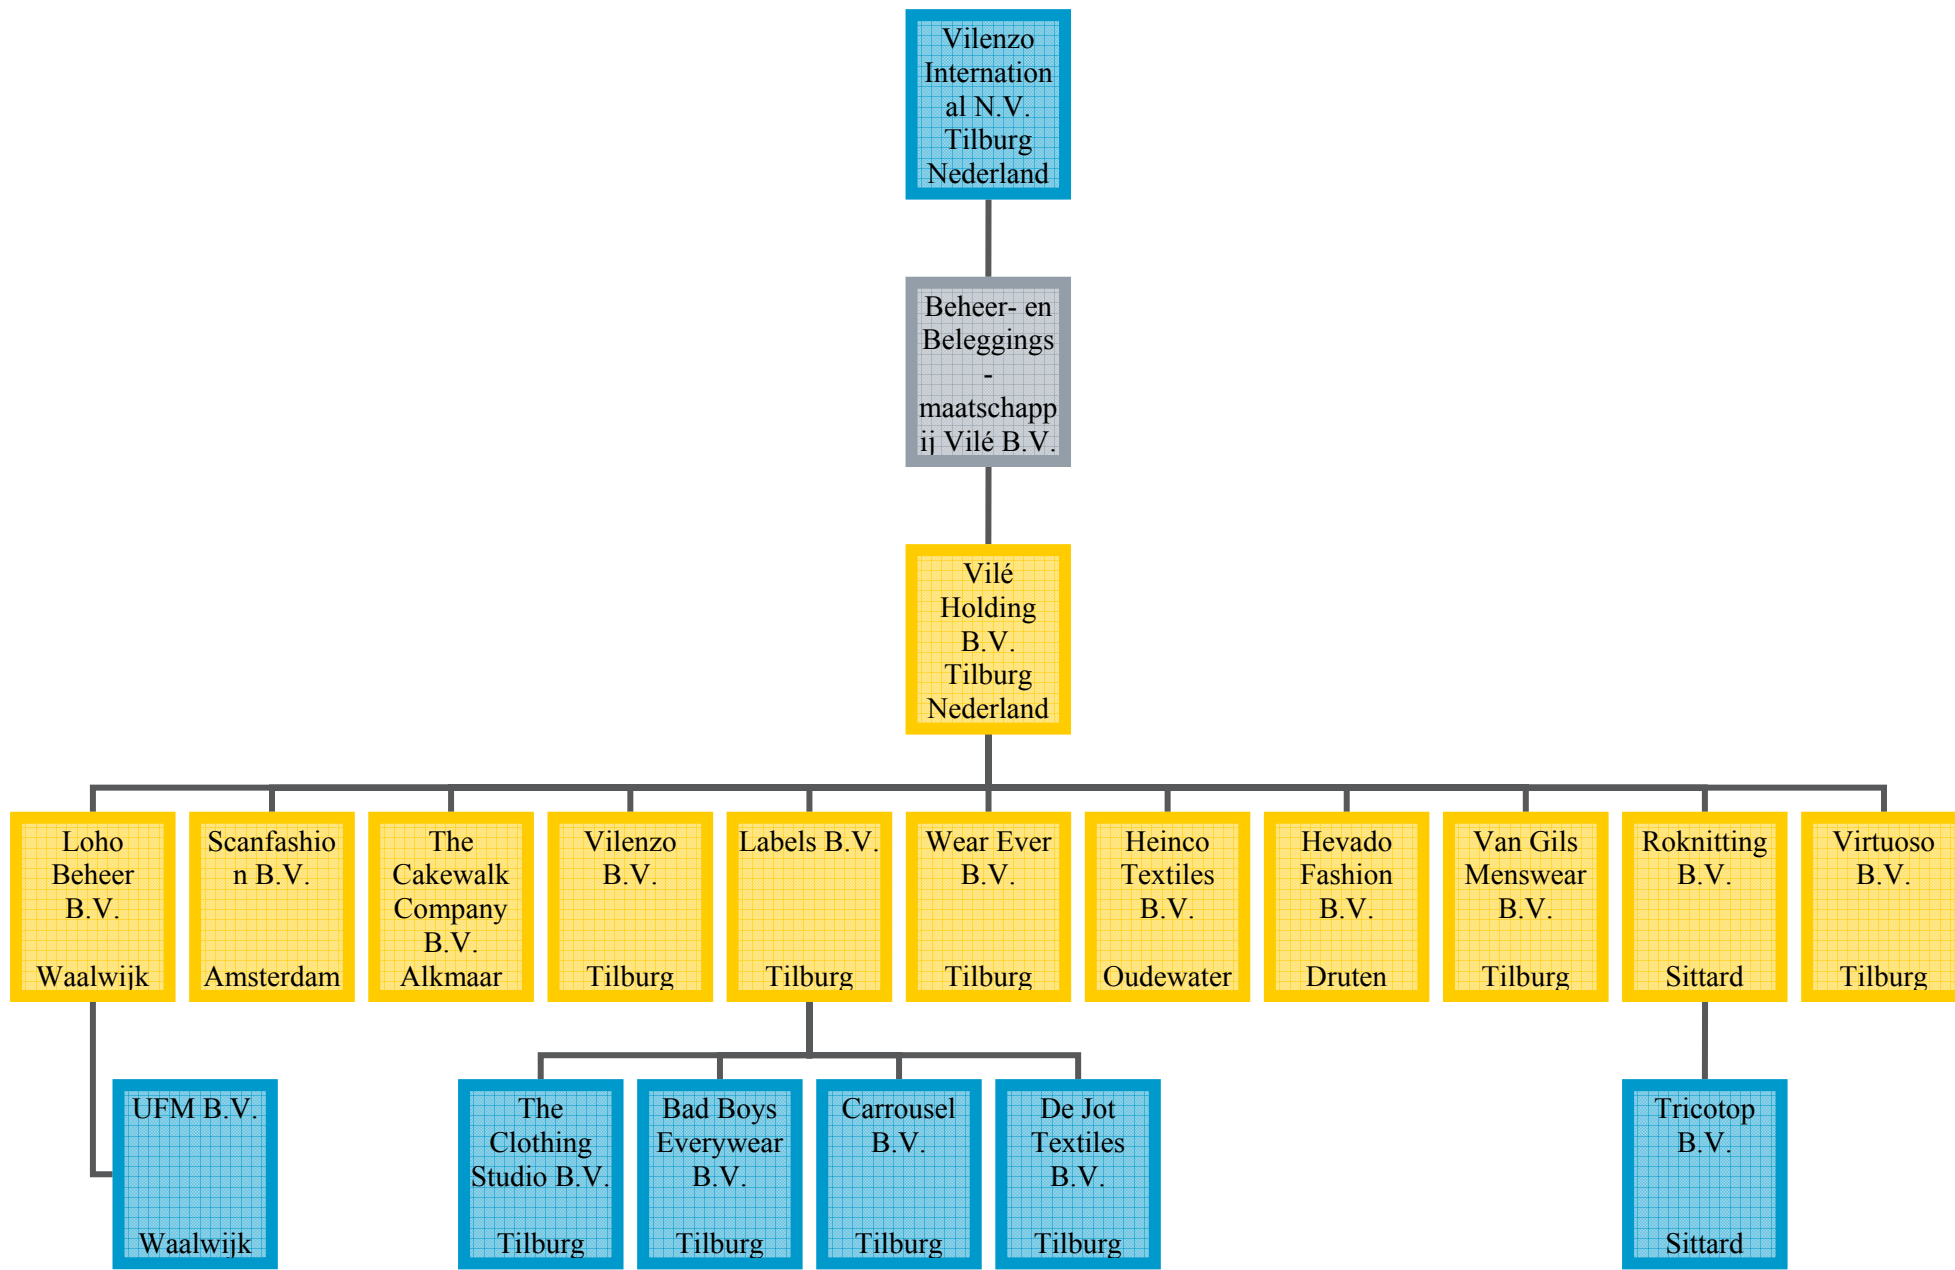 Vilenzo
Internation
al N.V.
Tilburg
Nederland
Beheer- en
Beleggings
-
maatschapp
ij Vilé B.V.
Vilé
Holding
B.V.
Tilburg
Nederland
Loho
Beheer
B.V.
Waalwijk
Scanfashio
n B.V.
Amsterdam
The
Cakewalk
Company
B.V.
Alkmaar
Vilenzo
B.V.
Tilburg
Labels B.V.
Tilburg
Wear Ever
B.V.
Tilburg
Heinco
Textiles
B.V.
Oudewater
Hevado
Fashion
B.V.
Druten
Van Gils
Menswear
B.V.
Tilburg
Roknitting
B.V.
Sittard
Virtuoso
B.V.
Tilburg
UFM B.V.
Waalwijk
The
Clothing
Studio B.V.
Tilburg
Bad Boys
Everywear
B.V.
Tilburg
Carrousel
B.V.
Tilburg
De Jot
Textiles
B.V.
Tilburg
Tricotop
B.V.
Sittard